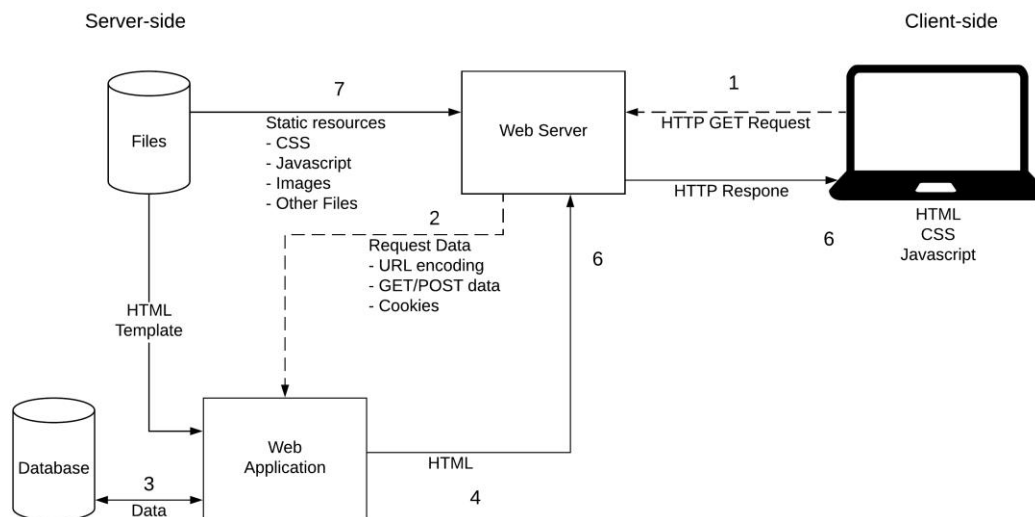 Server-side
Client-side
Files
7
Static resources
- CSS
- Javascript
- Images
- Other Files
Web Server
1
HTTP GET Request
HTTP Respone
HTML
CSS
Javascript
6
2
Request Data
- URL encoding
- GET/POST data
- Cookies
6
HTML
Template
Database
3
Data
Web
Application
HTML
4